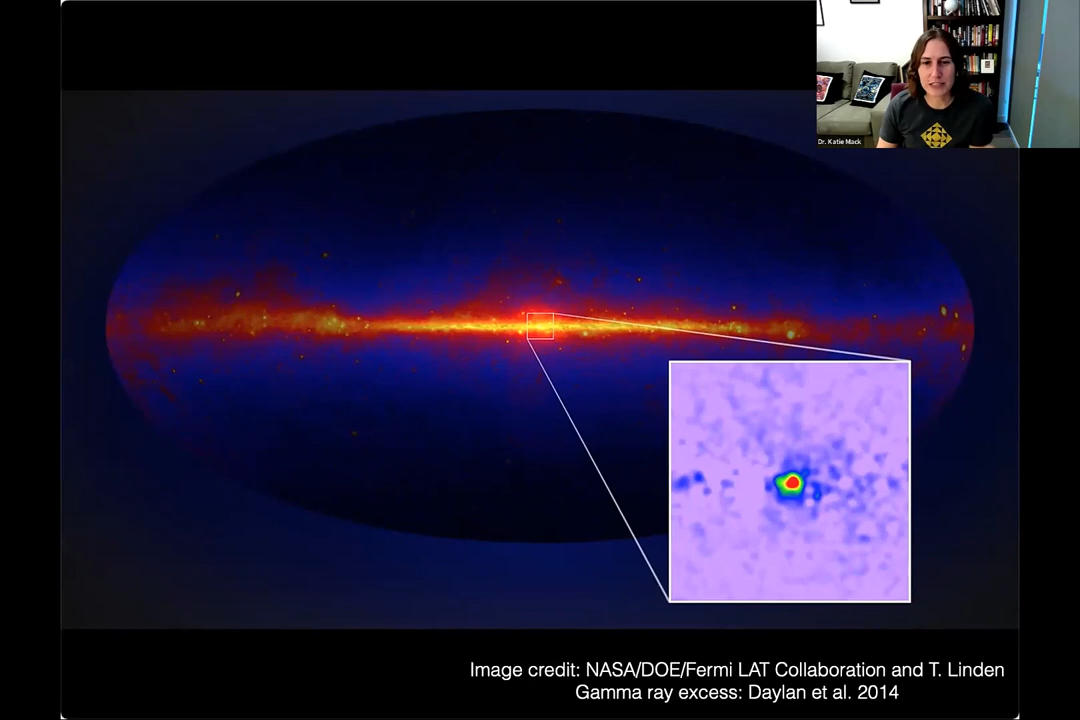 Dr. Katie Mack
Image credit: NASA/DOE/Fermi LAT Collaboration and T. Linden
Gamma ray excess: Daylan et al. 2014